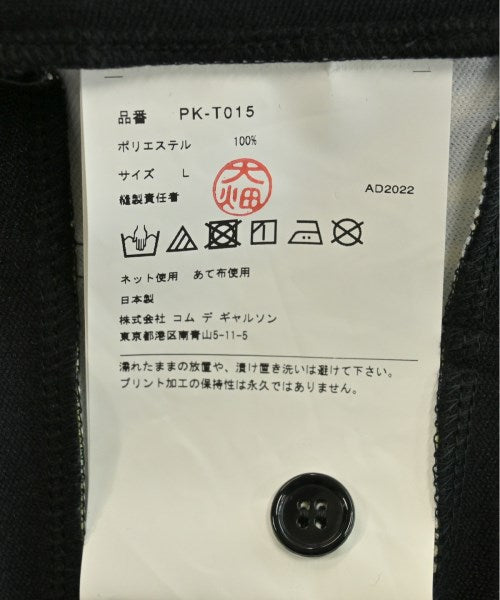 品番 PK-T015
ポリエステル 100%
サイズ L
縫製責任者 大畑 AD2022
ネット使用 あて布使用
日本製
株式会社 コム デ ギャルソン
東京都港区南青山5-11-5
濡れたままの放置や、漬け置き洗いは避けて下さい。
プリント加工の保持性は永久ではありません。